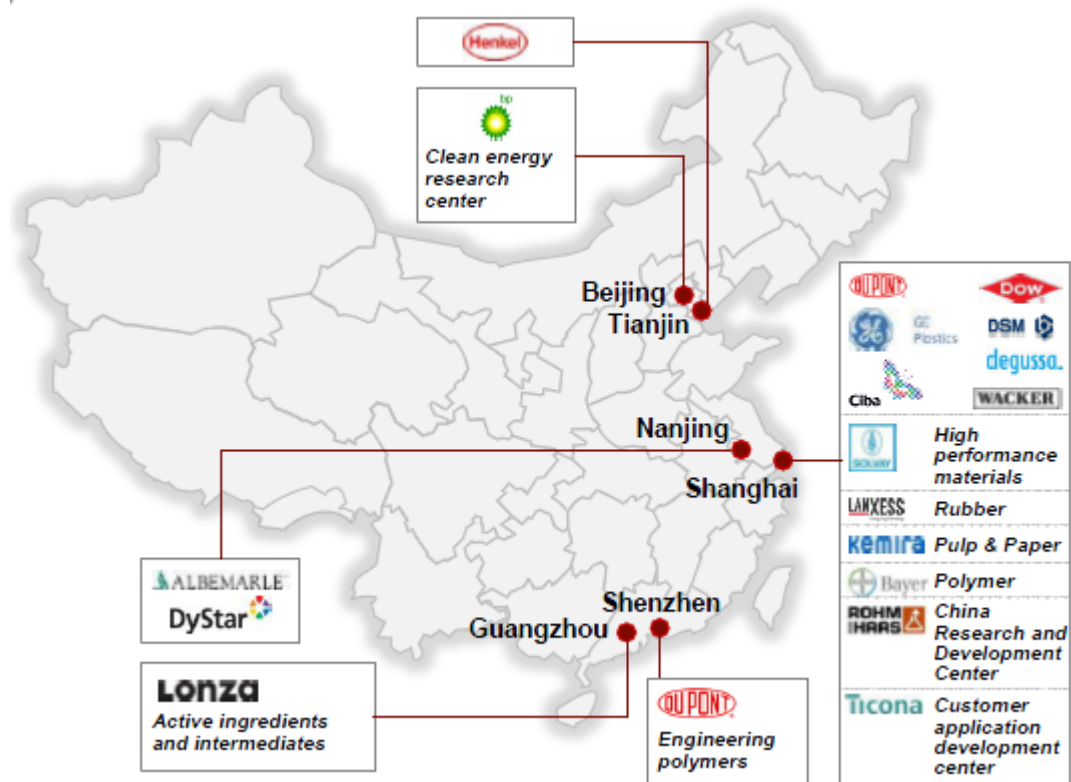 Henkel
bp
Clean energy
research
center
Beijing
Tianjin
Nanjing
Shanghai
ALBEMARLE
DyStar
Shenzhen
Guangzhou
Lonza
Active ingredients
and intermediates
DUPONT
Engineering
polymers
DUPONT
DOW
GE
Plastics
DSM
degussa.
Ciba
WACKER
SOLVAY
High
performance
materials
LANXESS
Rubber
kemira
Pulp & Paper
Bayer
Polymer
ROHM
HAAS
China
Research and
Development
Center
Ticona
Customer
application
development
center